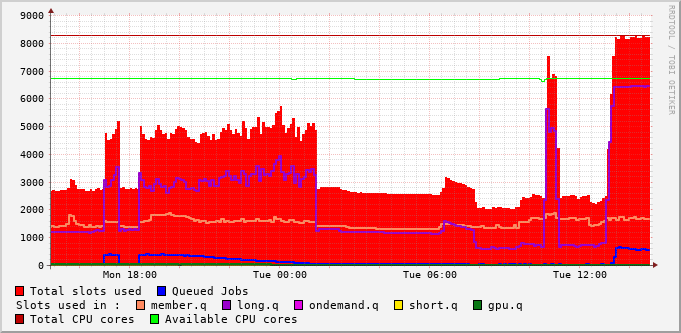 9000
8000
7000
6000
5000
4000
3000
2000
1000
0
Mon 18:00 Tue 00:00 Tue 06:00 Tue 12:00
Total slots used Queued Jobs
Slots used in : member.q long.q ondemand.q short.q gpu.q
Total CPU cores Available CPU cores
RRDTOOL / TOBI OETIKER